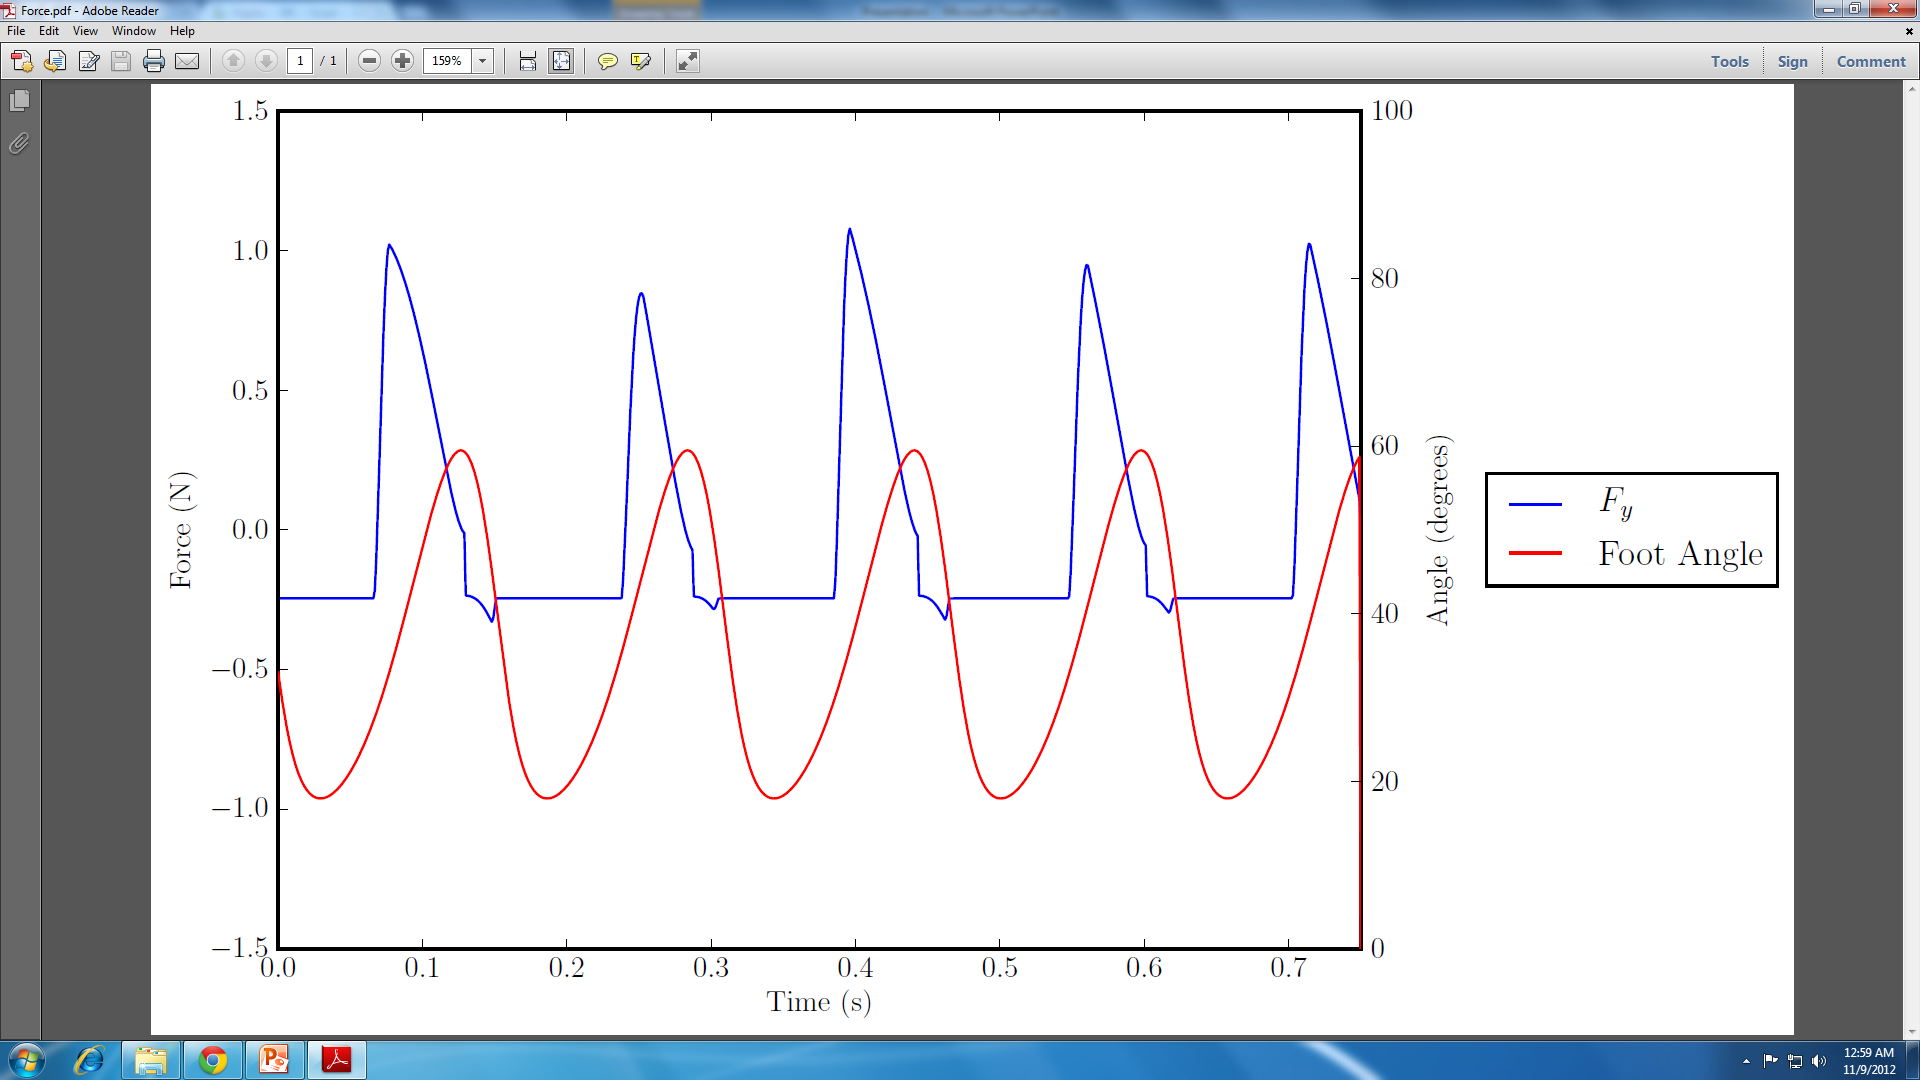 Force.pdf - Adobe Reader
File Edit View Window Help
1 / 1 159% Tools Sign Comment
1.5 100
1.0
80
0.5
60
0.0
40
−0.5
20
−1.0
−1.5 0
0.0 0.1 0.2 0.3 0.4 0.5 0.6 0.7
Time (s)
Force (N)
Angle (degrees)
Fy
Foot Angle
12:59 AM
11/9/2012